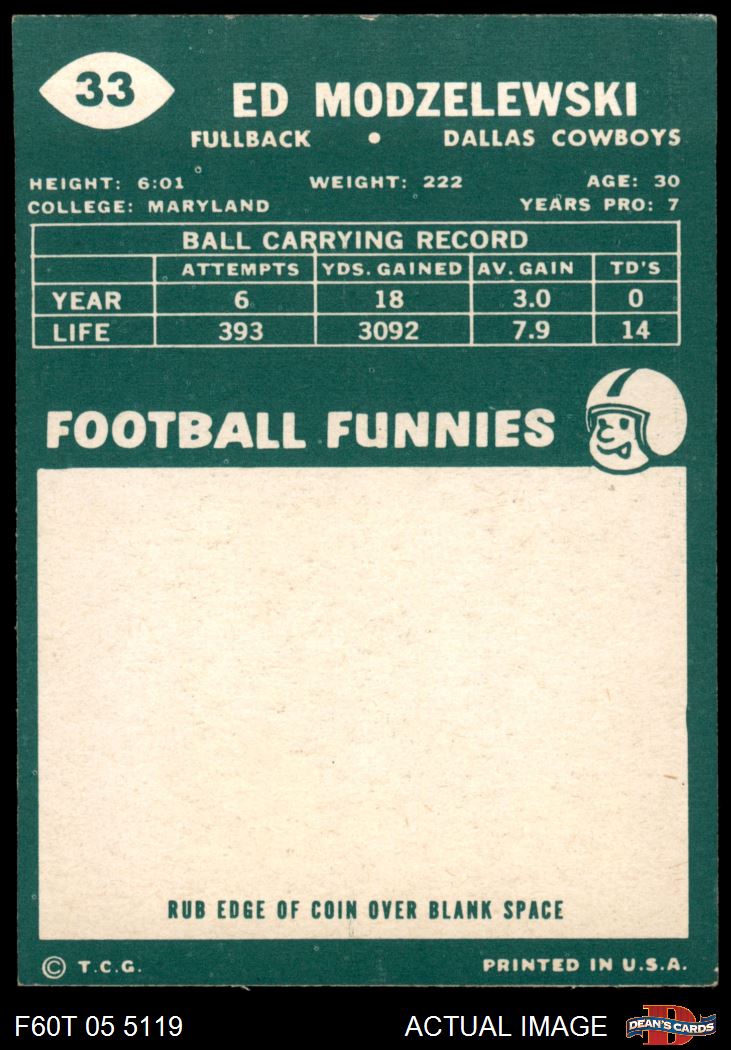 33
ED MODZELEWSKI
FULLBACK • DALLAS COWBOYS
HEIGHT: 6:01 WEIGHT: 222 AGE: 30
COLLEGE: MARYLAND YEARS PRO: 7
BALL CARRYING RECORD
ATTEMPTS YDS. GAINED AV. GAIN TD'S
YEAR 6 18 3.0 0
LIFE 393 3092 7.9 14
FOOTBALL FUNNIES
RUB EDGE OF COIN OVER BLANK SPACE
© T.C.G. PRINTED IN U.S.A.
F60T 05 5119 ACTUAL IMAGE D DEAN'S CARDS